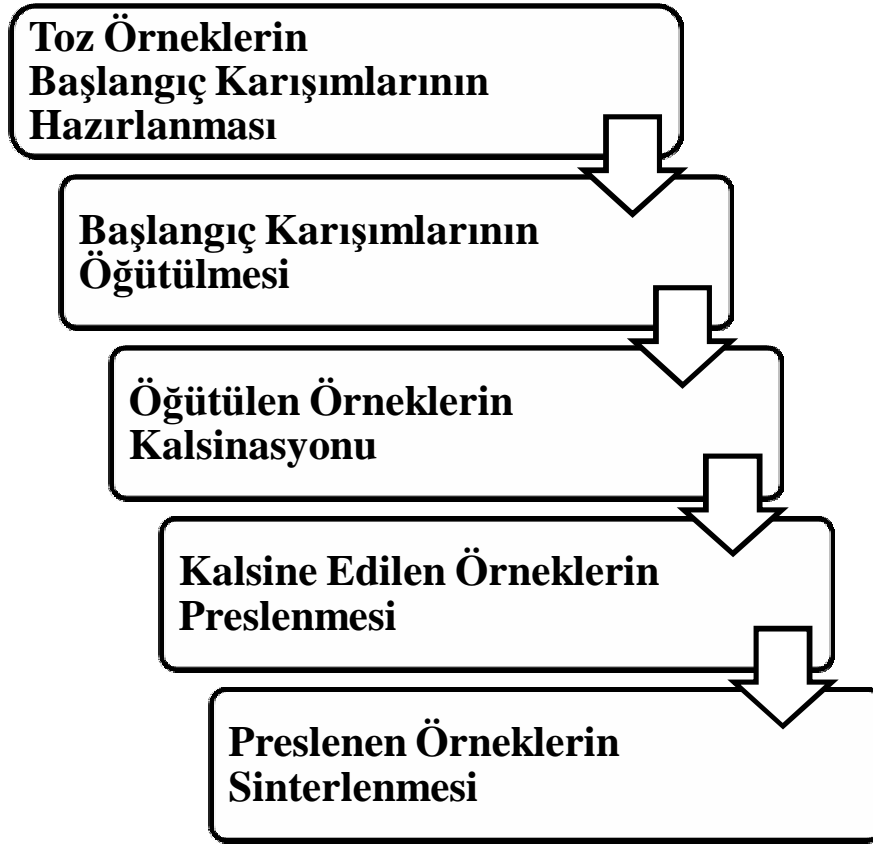 Toz Örneklerin
Başlangıç Karışımlarının
Hazırlanması
Başlangıç Karışımlarının
Öğütülmesi
Öğütülen Örneklerin
Kalsinasyonu
Kalsine Edilen Örneklerin
Preslenmesi
Preslenen Örneklerin
Sinterlenmesi